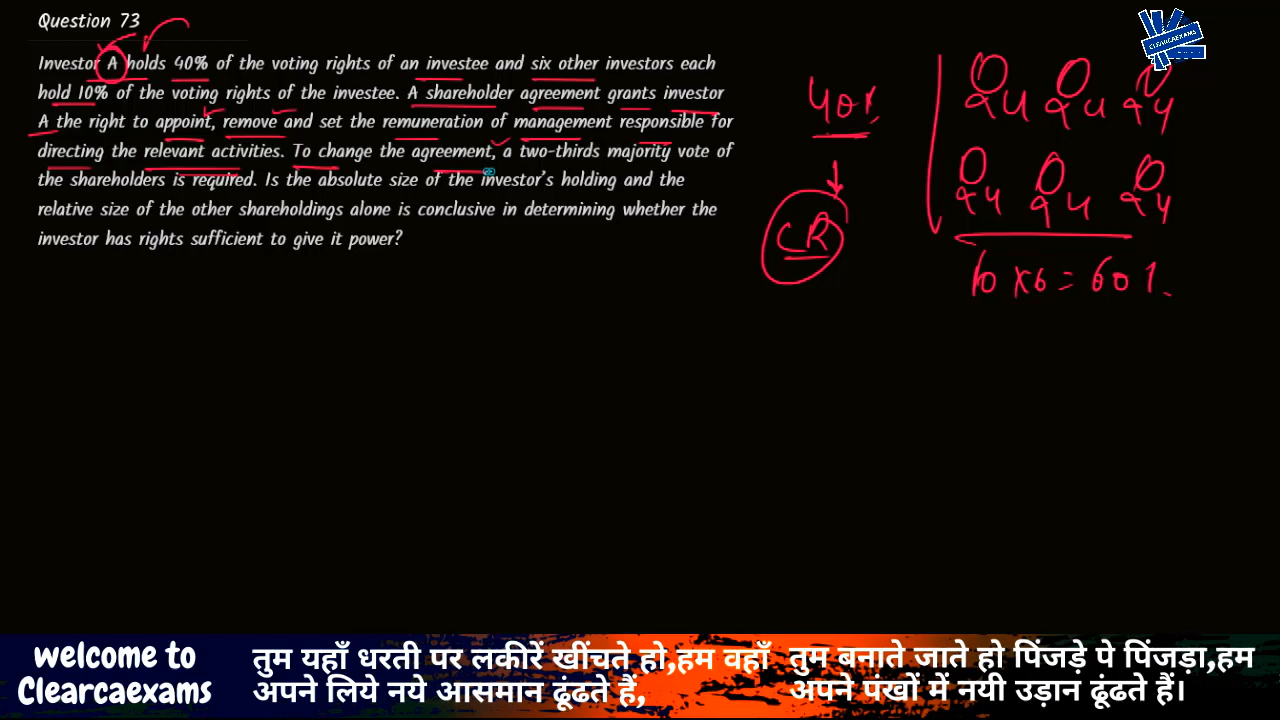 Question 73
Investor A holds 40% of the voting rights of an investee and six other investors each
hold 10% of the voting rights of the investee. A shareholder agreement grants investor
A the right to appoint, remove and set the remuneration of management responsible for
directing the relevant activities. To change the agreement, a two-thirds majority vote of
the shareholders is required. Is the absolute size of the investor's holding and the
relative size of the other shareholdings alone is conclusive in determining whether the
investor has rights sufficient to give it power?
CLEARCAEXAMS
40%
CR
10 x 6 = 60%
welcome to
Clearcaexams
तुम यहाँ धरती पर लकीरें खींचते हो,हम वहाँ
अपने लिये नये आसमान ढूंढते हैं,
तुम बनाते जाते हो पिंजड़े पे पिंजड़ा,हम
अपने पंखों में नयी उड़ान ढूंढते हैं।